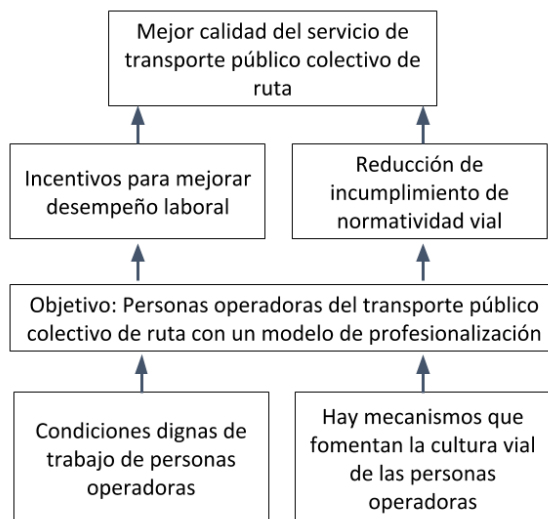 Mejor calidad del servicio de
transporte público colectivo de
ruta
Incentivos para mejorar
desempeño laboral
Reducción de
incumplimiento de
normatividad vial
Objetivo: Personas operadoras del transporte público
colectivo de ruta con un modelo de profesionalización
Condiciones dignas de
trabajo de personas
operadoras
Hay mecanismos que
fomentan la cultura vial
de las personas
operadoras